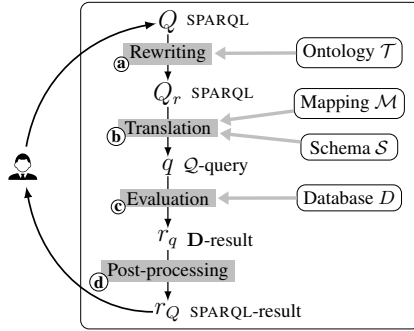 Q SPARQL
a Rewriting Ontology 𝒯
Q_r SPARQL
Mapping ℳ
b Translation
Schema 𝒮
q 𝒬-query
c Evaluation Database D
r_q D-result
d Post-processing
r_Q SPARQL-result